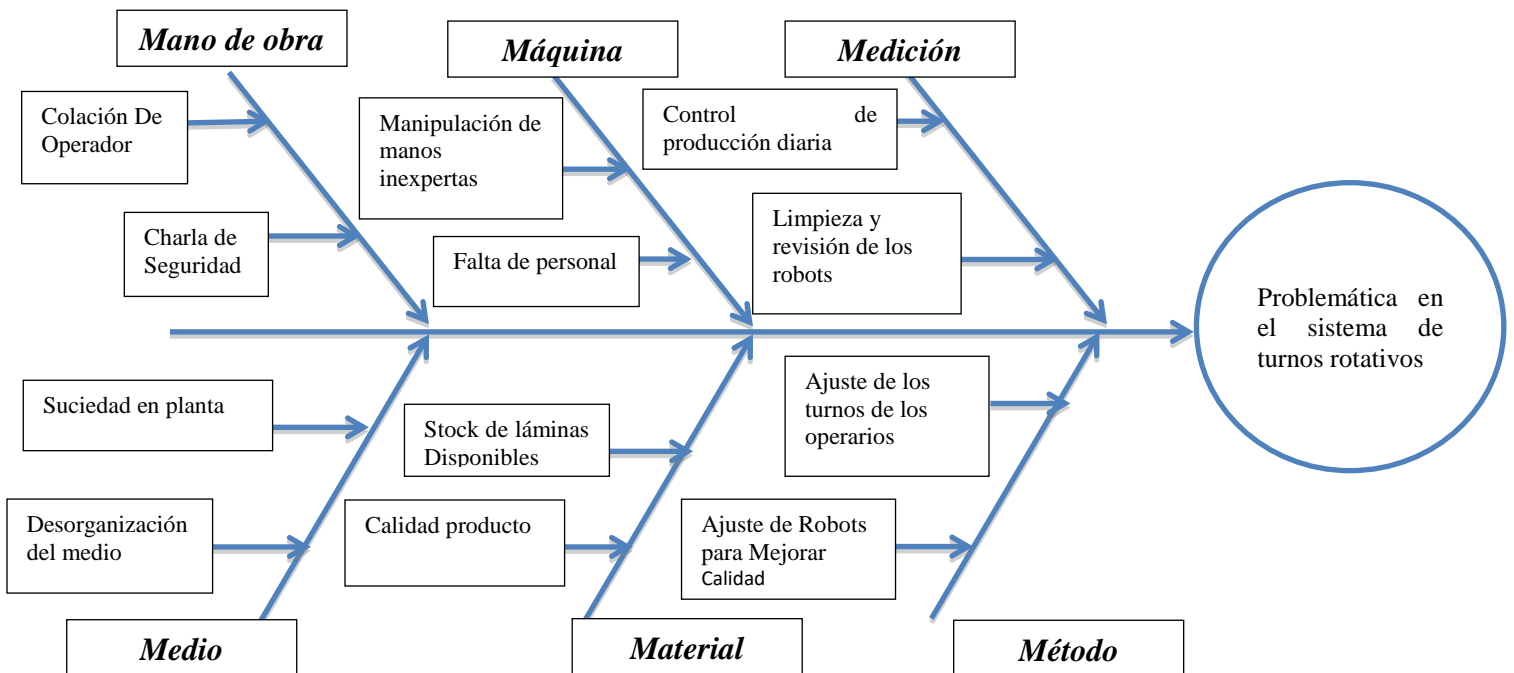 Mano de obra
Máquina
Medición
Colación De
Operador
Manipulación de
manos
inexpertas
Control de
producción diaria
Charla de
Seguridad
Falta de personal
Limpieza y
revisión de los
robots
Problemática en
el sistema de
turnos rotativos
Suciedad en planta
Stock de láminas
Disponibles
Ajuste de los
turnos de los
operarios
Desorganización
del medio
Calidad producto
Ajuste de Robots
para Mejorar
Calidad
Medio
Material
Método